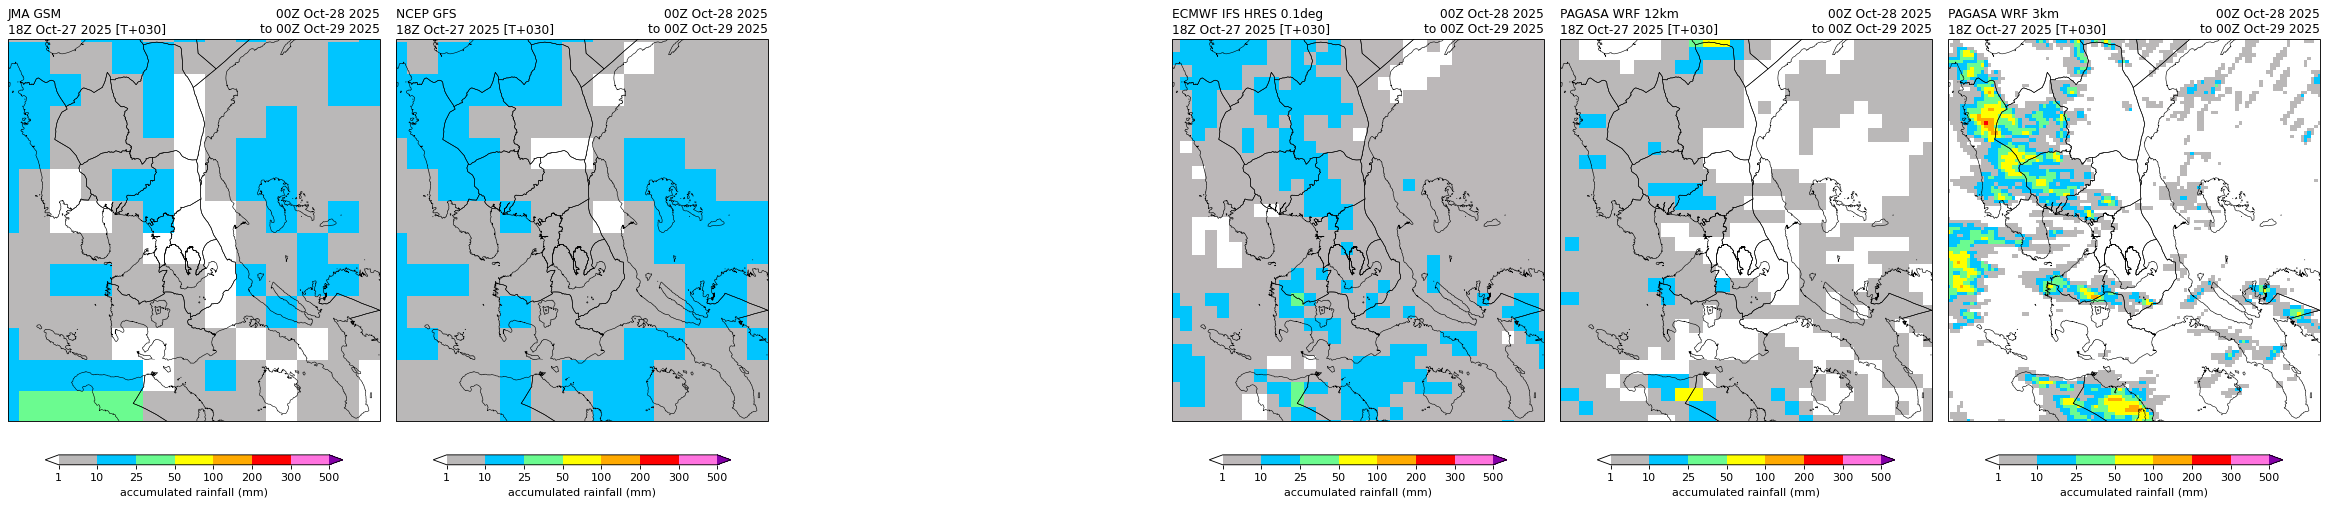 JMA GSM 00Z Oct-28 2025
18Z Oct-27 2025 [T+030] to 00Z Oct-29 2025
1 10 25 50 100 200 300 500
accumulated rainfall (mm)
NCEP GFS 00Z Oct-28 2025
18Z Oct-27 2025 [T+030] to 00Z Oct-29 2025
1 10 25 50 100 200 300 500
accumulated rainfall (mm)
ECMWF IFS HRES 0.1deg 00Z Oct-28 2025
18Z Oct-27 2025 [T+030] to 00Z Oct-29 2025
1 10 25 50 100 200 300 500
accumulated rainfall (mm)
PAGASA WRF 12km 00Z Oct-28 2025
18Z Oct-27 2025 [T+030] to 00Z Oct-29 2025
1 10 25 50 100 200 300 500
accumulated rainfall (mm)
PAGASA WRF 3km 00Z Oct-28 2025
18Z Oct-27 2025 [T+030] to 00Z Oct-29 2025
1 10 25 50 100 200 300 500
accumulated rainfall (mm)